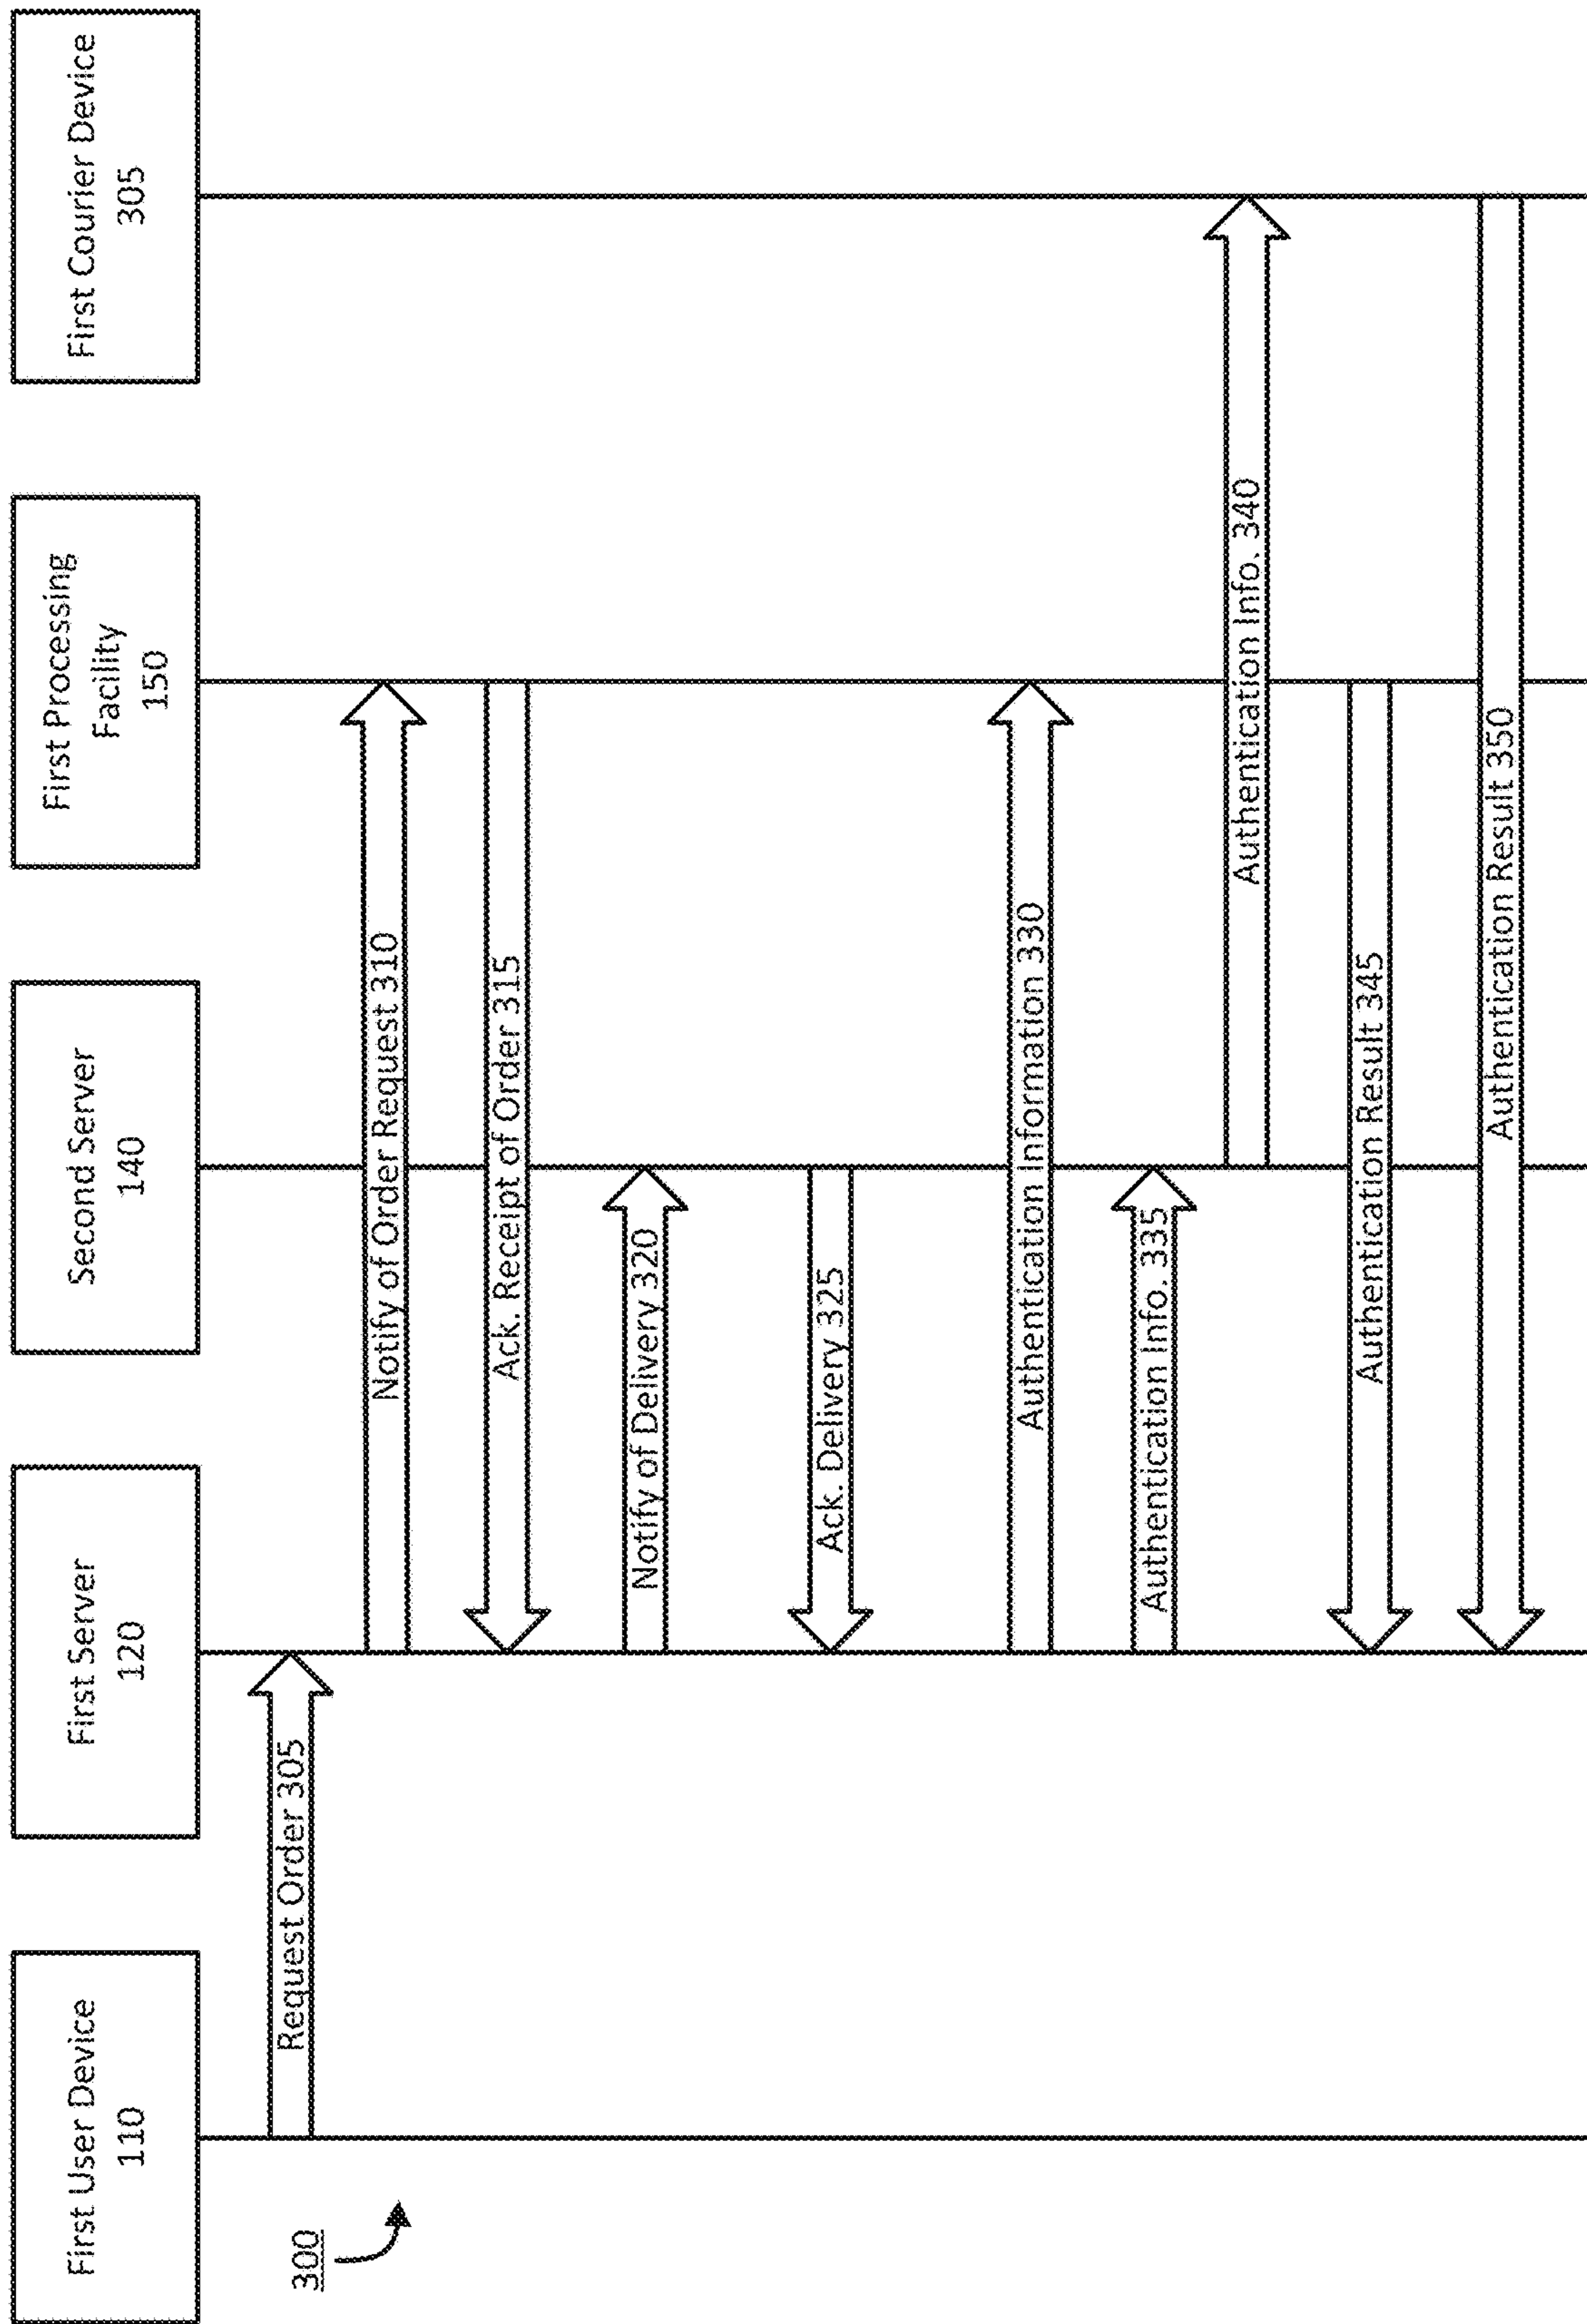 First User Device
110
First Server
120
Second Server
140
First Processing
Facility
150
First Courier Device
305
300
Request Order 305
Notify of Order Request 310
Ack. Receipt of Order 315
Notify of Delivery 320
Ack. Delivery 325
Authentication Information 330
Authentication Info. 335
Authentication Info. 340
Authentication Result 345
Authentication Result 350